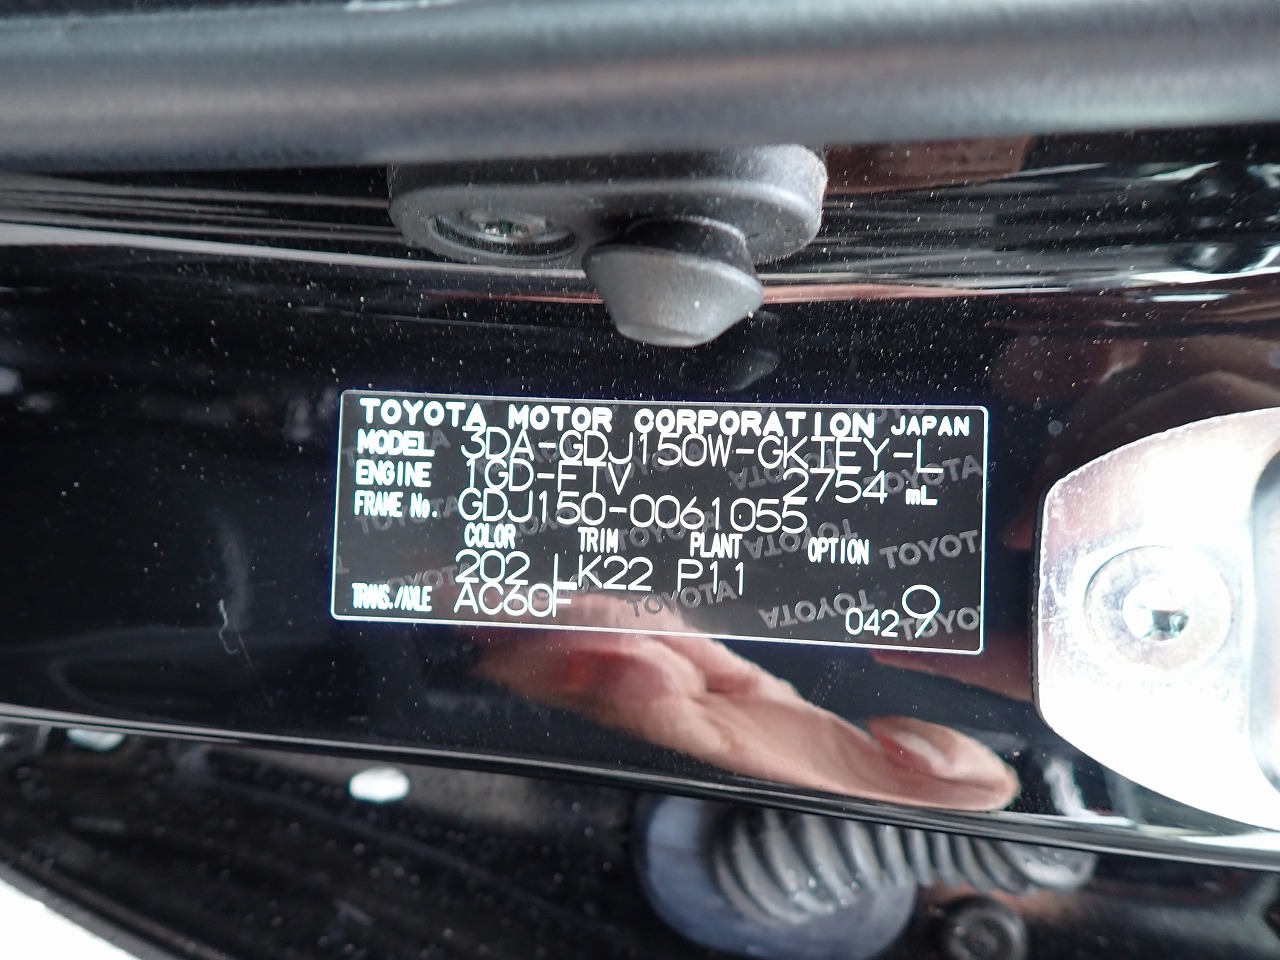 TOYOTA MOTOR CORPORATION JAPAN
MODEL 3DA-GDJ150W-GKTEY-L
ENGINE 1GD-FTV 2754 mL
FRAME No. GDJ150-0061055
COLOR TRIM PLANT OPTION
202 LK22 P11
TRANS./AXLE AC60F
0429